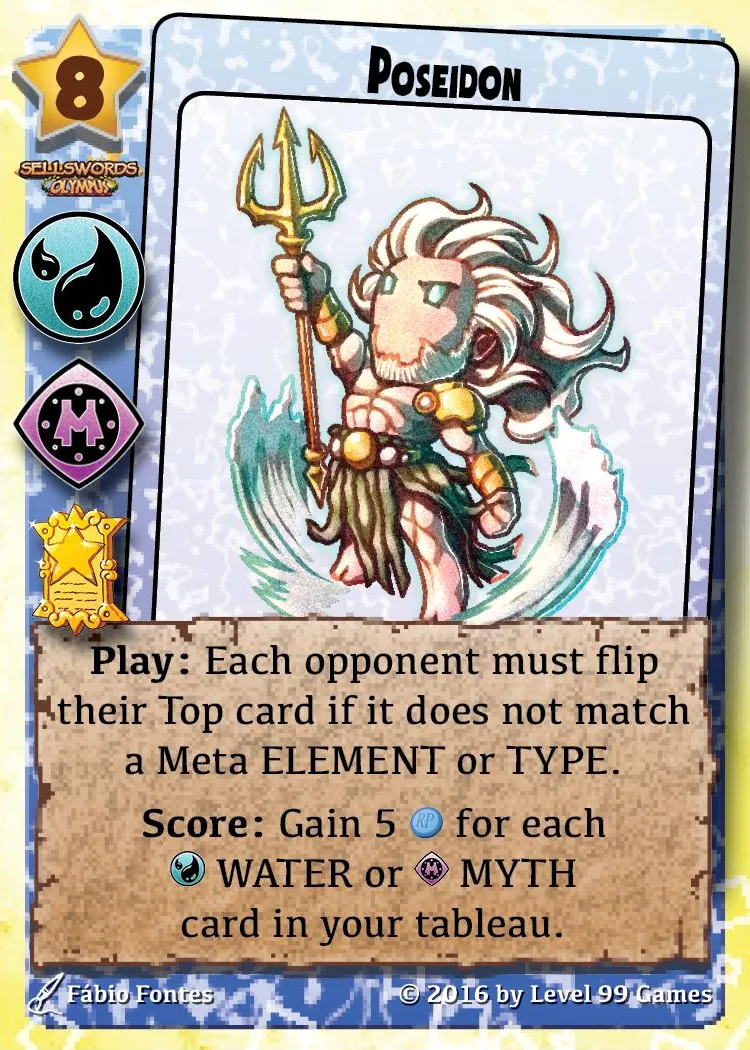 8
POSEIDON
SELLSWORDS
OLYMPUS
M
Play: Each opponent must flip
their Top card if it does not match
a Meta ELEMENT or TYPE.
Score: Gain 5 RP for each
WATER or M MYTH
card in your tableau.
Fábio Fontes
© 2016 by Level 99 Games